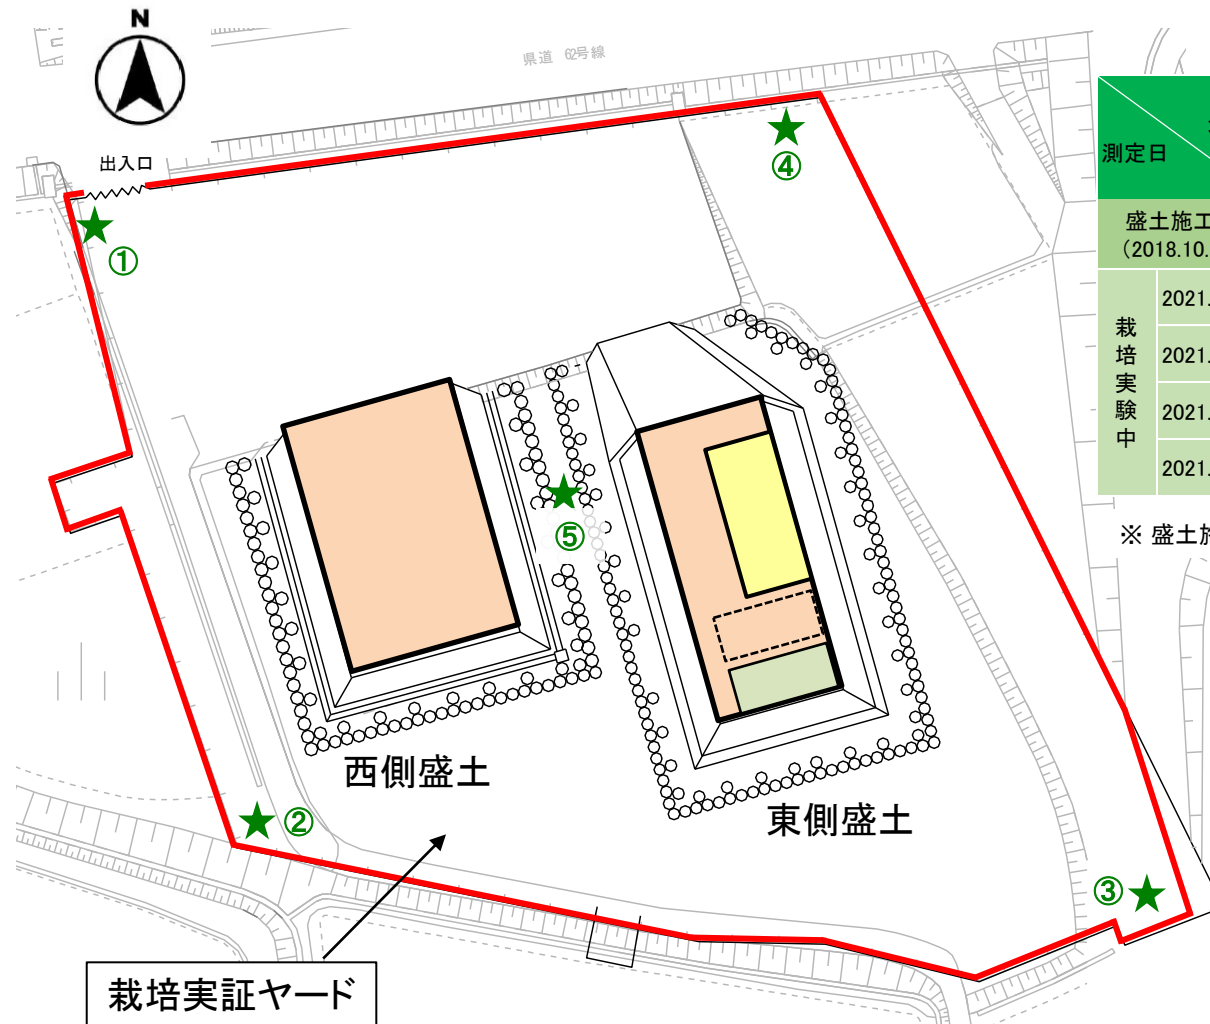 N
県道 62号線
出入口
①
④
測定日
盛土施工
(2018.10.
栽培実験中
2021.
2021.
2021.
2021.
※ 盛土施
⑤
西側盛土
東側盛土
②
③
栽培実証ヤード